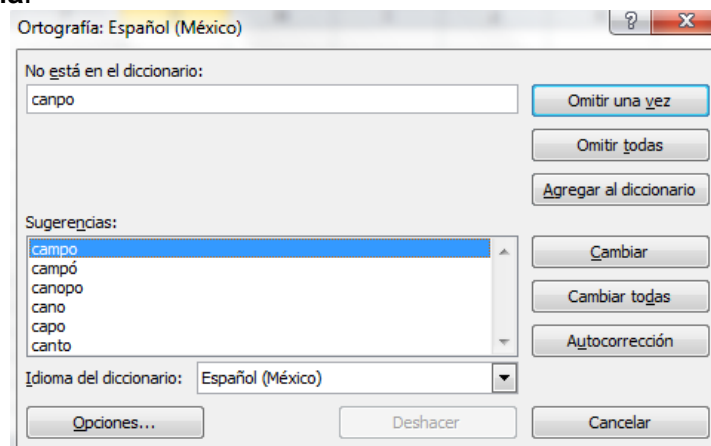 Ortografía: Español (México)
No está en el diccionario:
canpo
Omitir una vez
Omitir todas
Agregar al diccionario
Sugerencias:
campo
campó
canopo
cano
capo
canto
Cambiar
Cambiar todas
Autocorrección
Idioma del diccionario: Español (México)
Opciones... Deshacer Cancelar